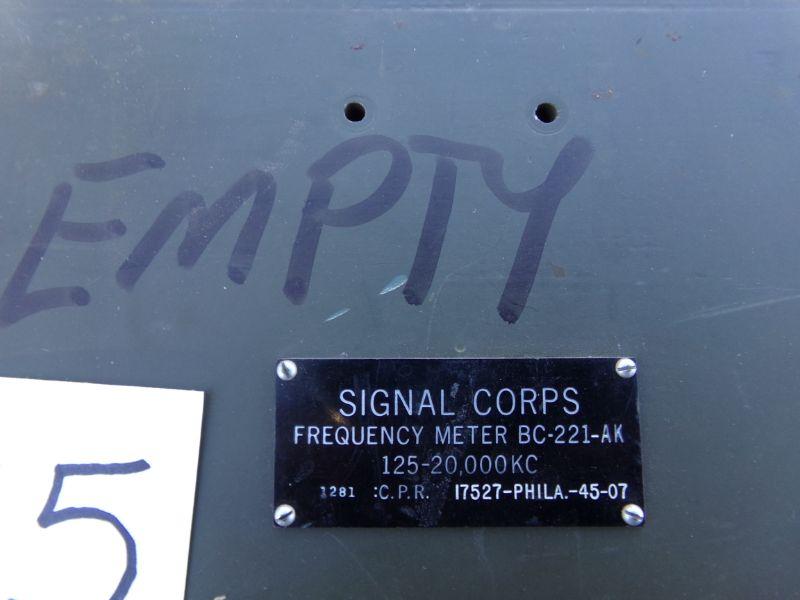 EMPTY
SIGNAL CORPS
FREQUENCY METER BC-221-AK
125-20,000KC
1281 :C.P.R. 17527-PHILA.-45-07
5